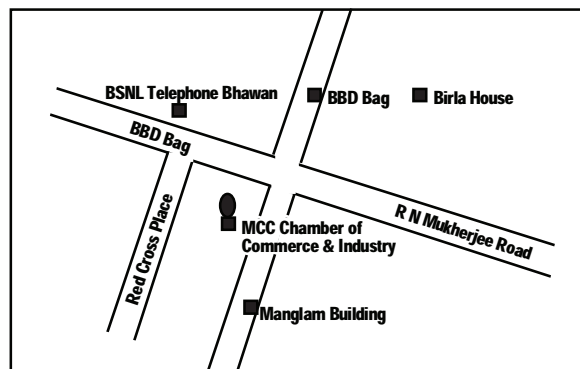 BSNL Telephone Bhawan
BBD Bag
Birla House
BBD Bag
Red Cross Place
MCC Chamber of
Commerce & Industry
R N Mukherjee Road
Manglam Building